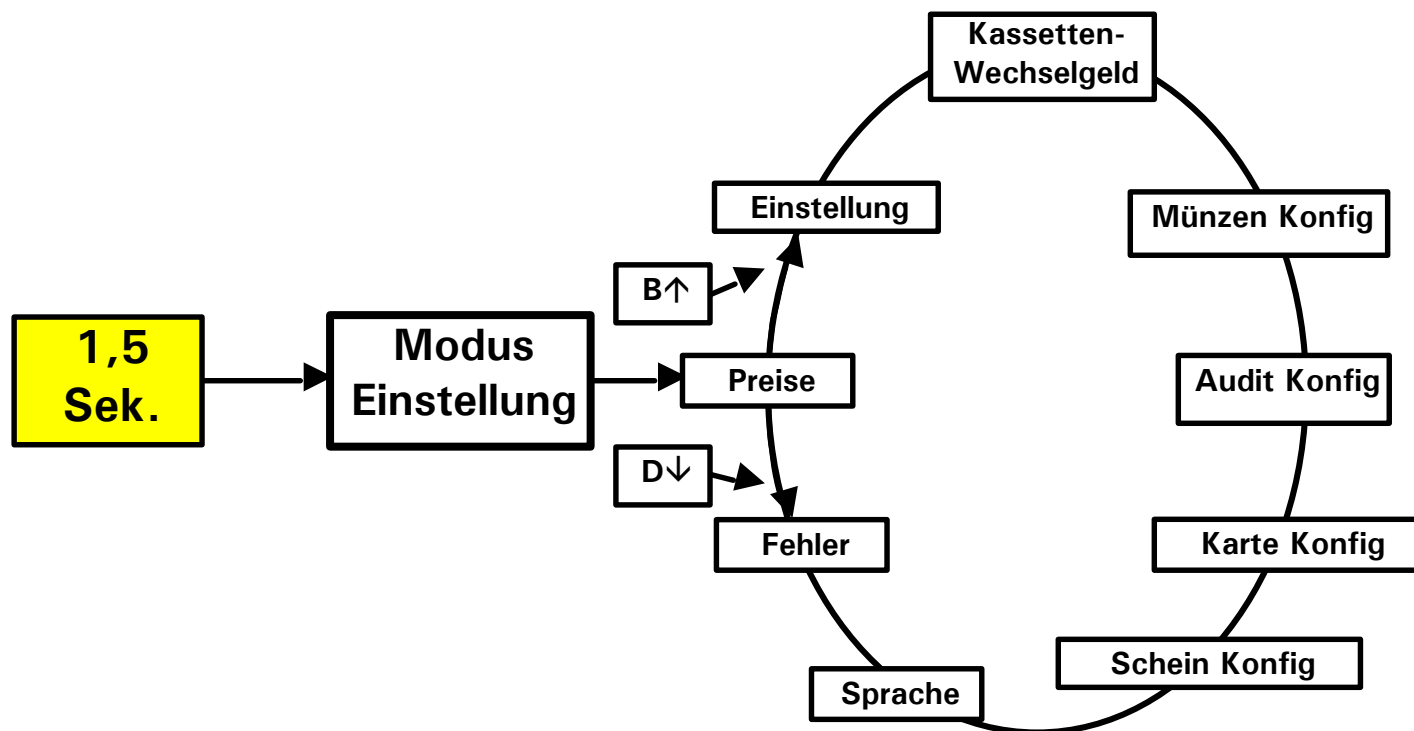 Kassetten-
Wechselgeld
Einstellung
Münzen Konfig
B↑
1,5
Sek.
Modus
Einstellung
Preise
Audit Konfig
D↓
Fehler
Karte Konfig
Schein Konfig
Sprache